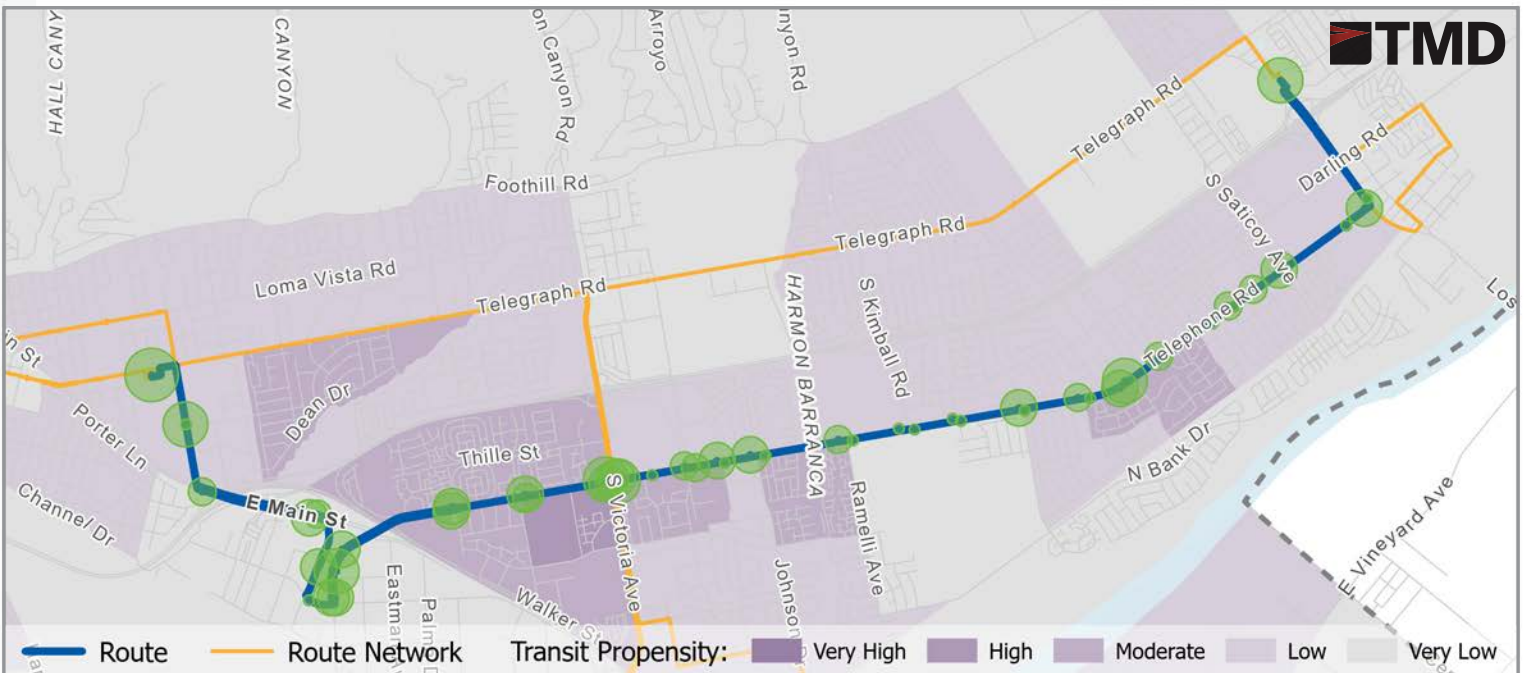 HALL CANY
CANYON
on Canyon Rd
Arroyo
nyon Rd
TMD
Telegraph Rd
Darling Rd
Foothill Rd
S Saticoy Ave
Telegraph Rd
Loma Vista Rd
Telegraph Rd
HARMON BARRANCA
S Kimball Rd
Los
Telephone Rd
in St
Dean Dr
Porter Ln
Thille St
N Bank Dr
E Main St
S Victoria Ave
Channel Dr
Ramelli Ave
E Vineyard Ave
Eastma
Palm
Walker St
Johnson
Route
Route Network
Transit Propensity:
Very High
High
Moderate
Low
Very Low